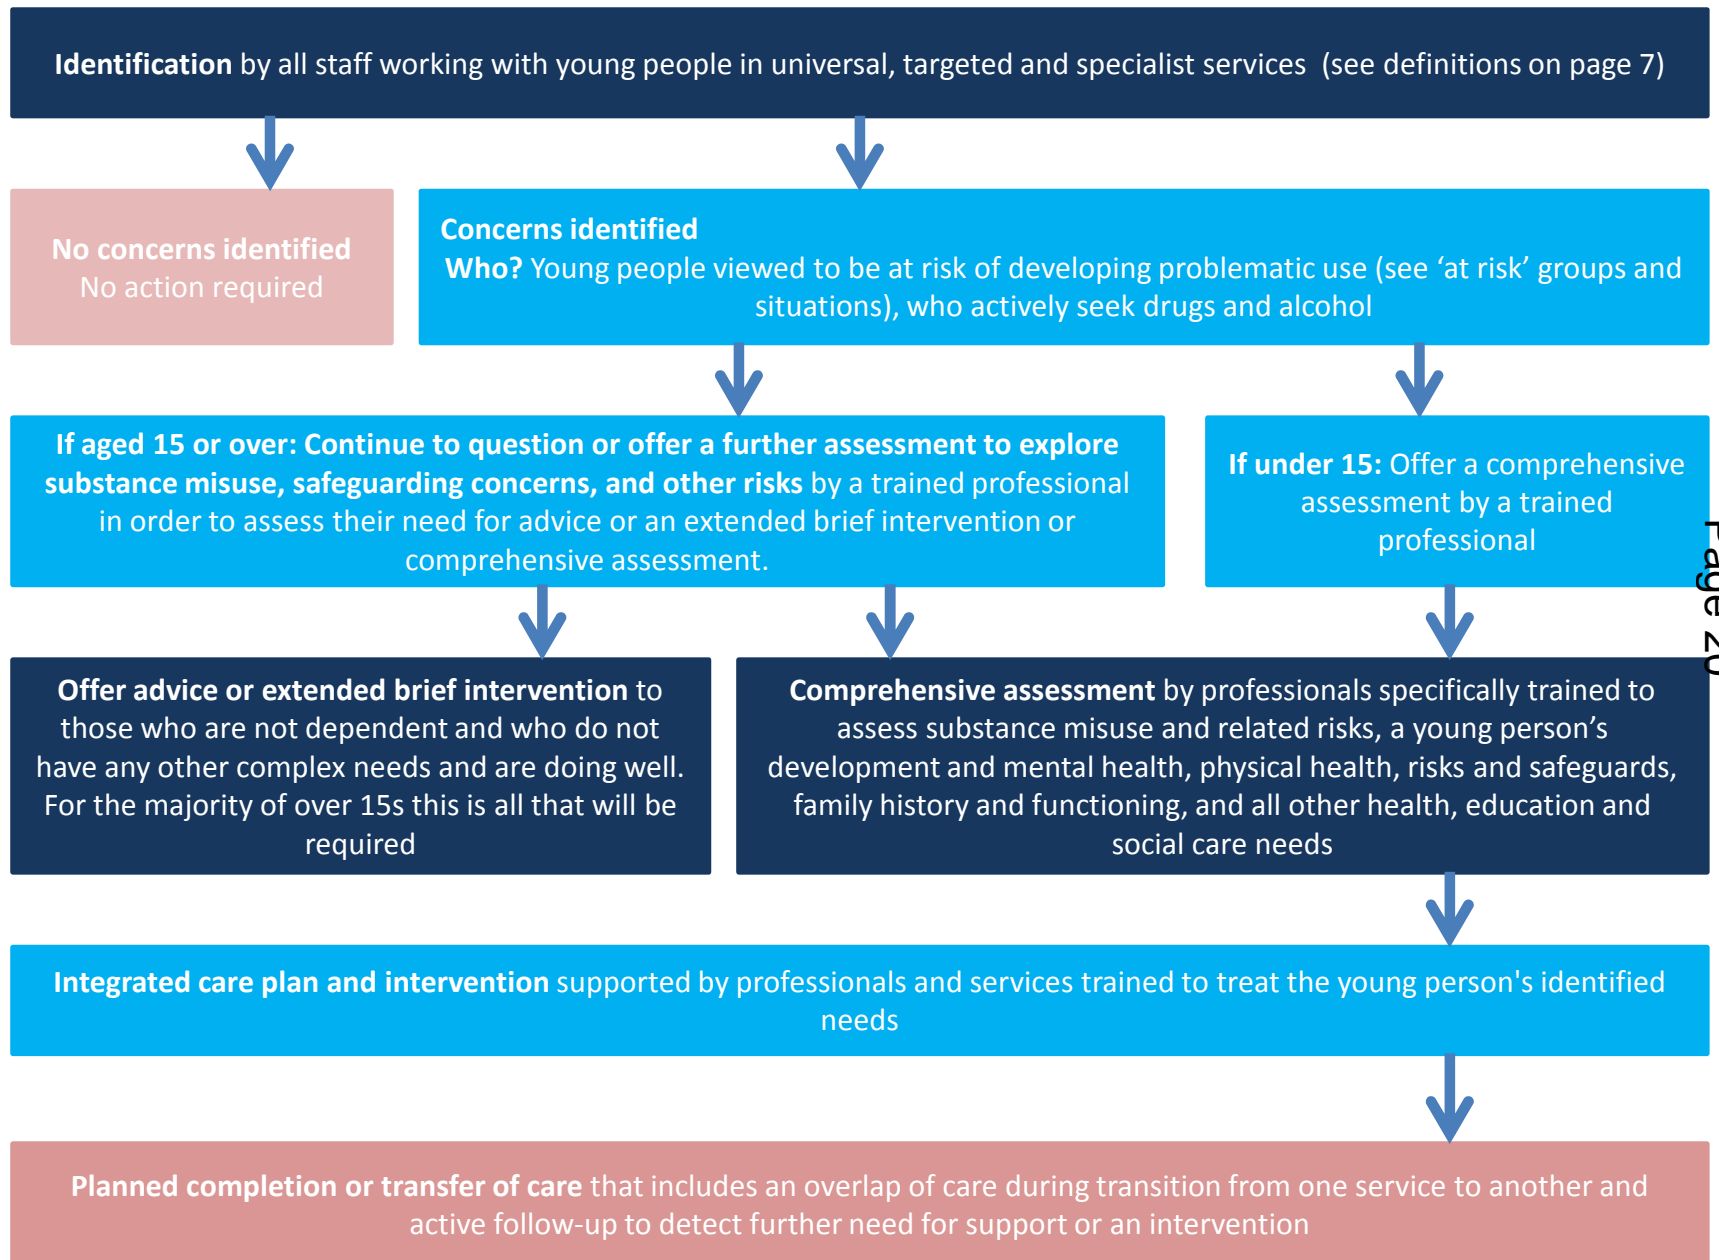 Identification by all staff working with young people in universal, targeted and specialist services  (see definitions on page 7)
No concerns identified
No action required
Concerns identified
Who? Young people viewed to be at risk of developing problematic use (see ‘at risk’ groups and
situations), who actively seek drugs and alcohol
If aged 15 or over: Continue to question or offer a further assessment to explore
substance misuse, safeguarding concerns, and other risks by a trained professional
in order to assess their need for advice or an extended brief intervention or
comprehensive assessment.
If under 15: Offer a comprehensive
assessment by a trained
professional
Page 20
Offer advice or extended brief intervention to
those who are not dependent and who do not
have any other complex needs and are doing well.
For the majority of over 15s this is all that will be
required
Comprehensive assessment by professionals specifically trained to
assess substance misuse and related risks, a young person’s
development and mental health, physical health, risks and safeguards,
family history and functioning, and all other health, education and
social care needs
Integrated care plan and intervention supported by professionals and services trained to treat the young person's identified
needs
Planned completion or transfer of care that includes an overlap of care during transition from one service to another and
active follow-up to detect further need for support or an intervention